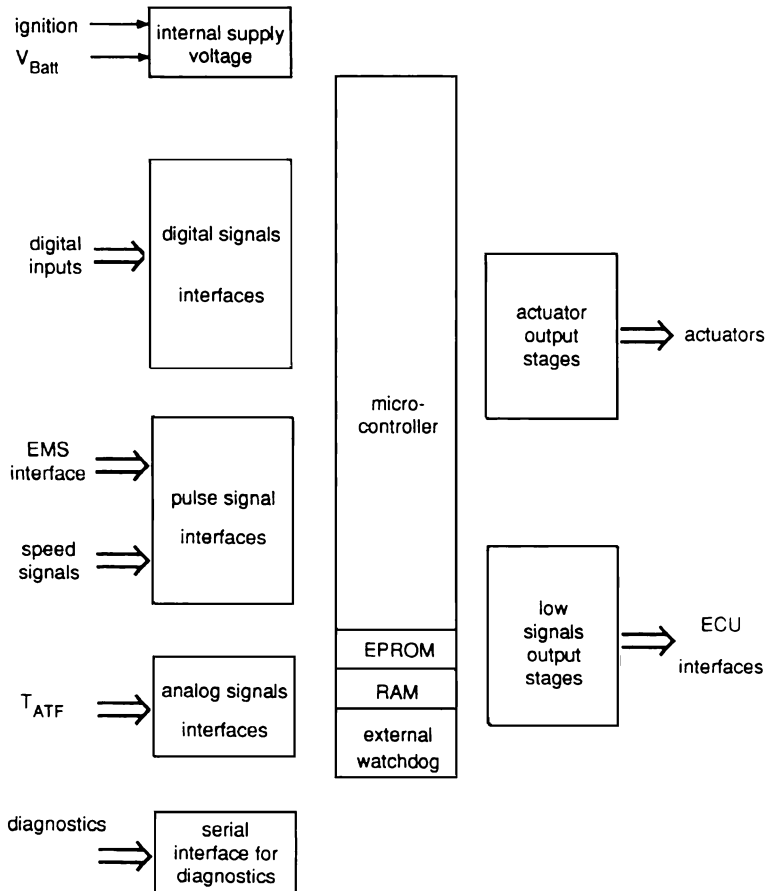 ignition
V_Batt
internal supply
voltage
digital
inputs
digital signals
interfaces
EMS
interface
speed
signals
pulse signal
interfaces
T_ATF
analog signals
interfaces
diagnostics
serial
interface for
diagnostics
micro-
controller
EPROM
RAM
external
watchdog
actuator
output
stages
actuators
low
signals
output
stages
ECU
interfaces